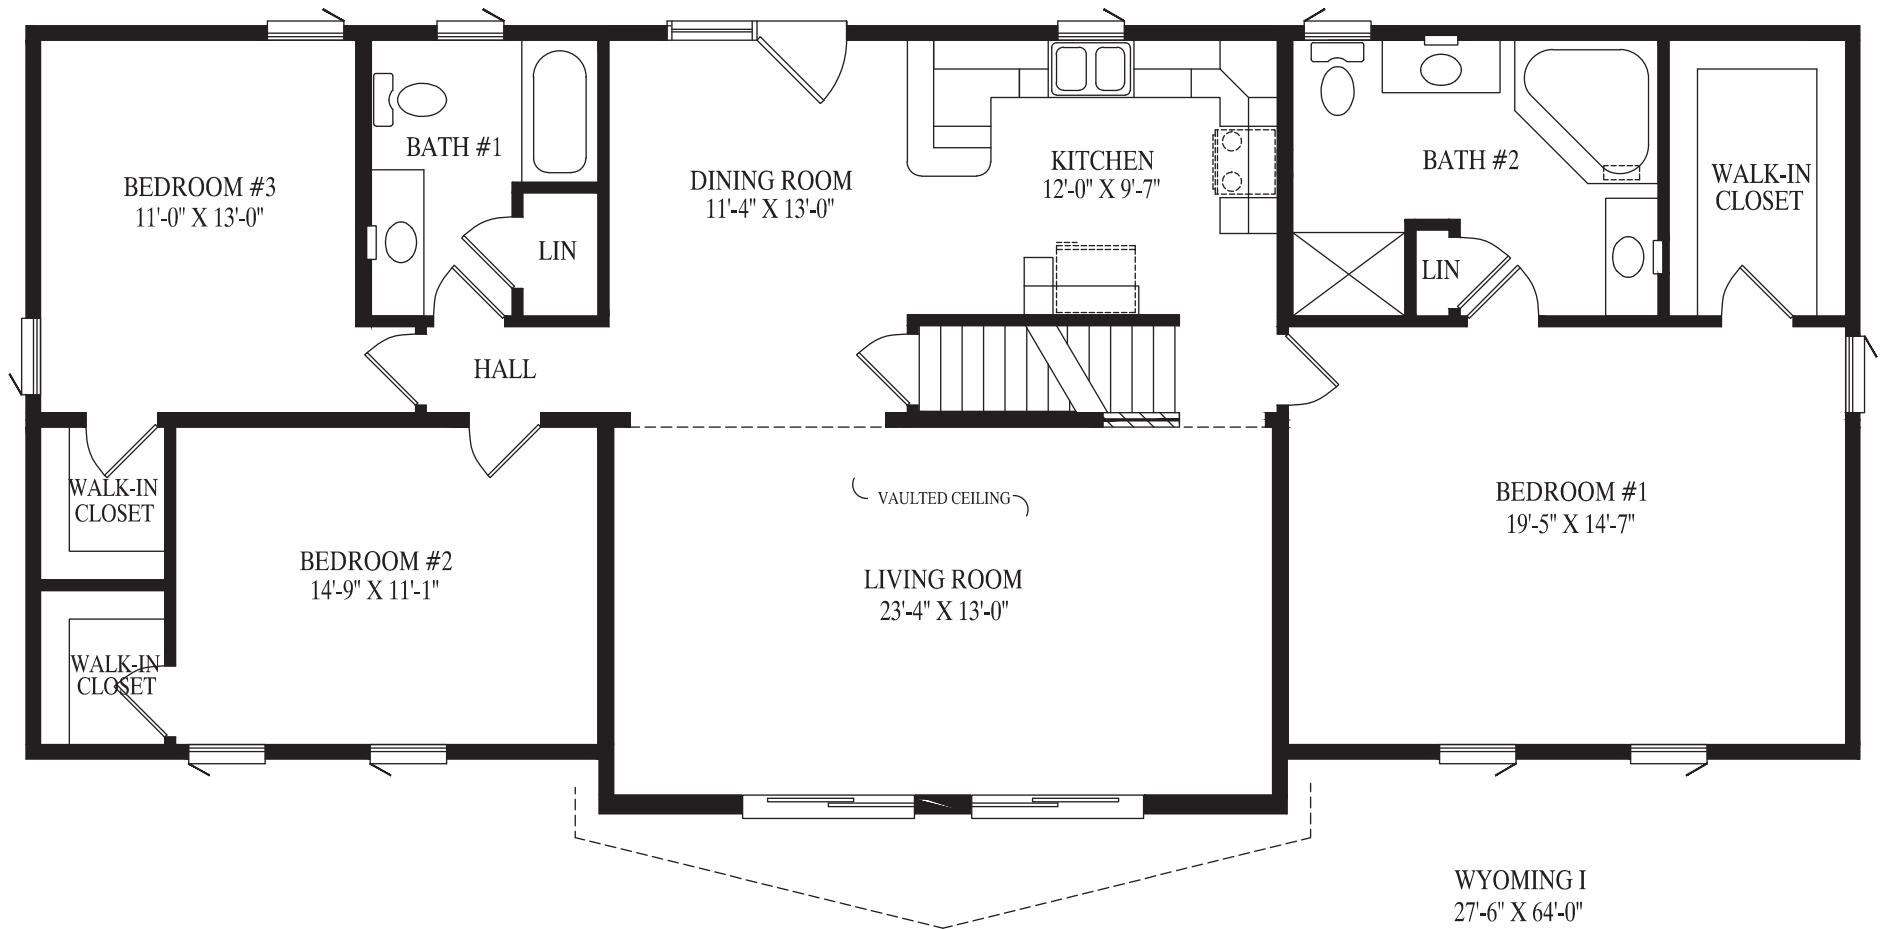 BATH #1
BEDROOM #3
11'-0" X 13'-0"
DINING ROOM
11'-4" X 13'-0"
KITCHEN
12'-0" X 9'-7"
BATH #2
WALK-IN
CLOSET
LIN
LIN
HALL
WALK-IN
CLOSET
VAULTED CEILING
BEDROOM #1
19'-5" X 14'-7"
BEDROOM #2
14'-9" X 11'-1"
LIVING ROOM
23'-4" X 13'-0"
WALK-IN
CLOSET
WYOMING I
27'-6" X 64'-0"